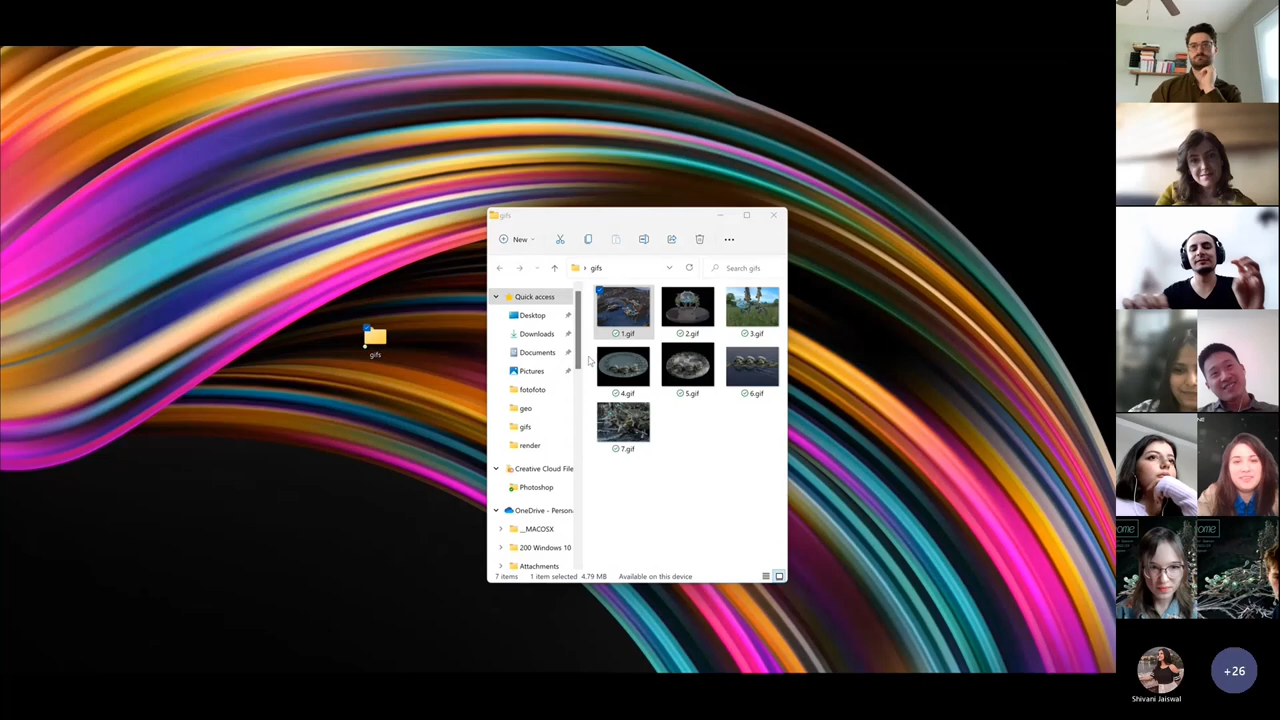 gifs
gifs
New
gifs
Search gifs
Quick access
Desktop
Downloads
Documents
Pictures
fotofoto
geo
gifs
render
Creative Cloud File
Photoshop
OneDrive - Person
__MACOSX
200 Windows 10
Attachments
1.gif
2.gif
3.gif
4.gif
5.gif
6.gif
7.gif
7 items
1 item selected 4.79 MB
Available on this device
Shivani Jaiswal
+26